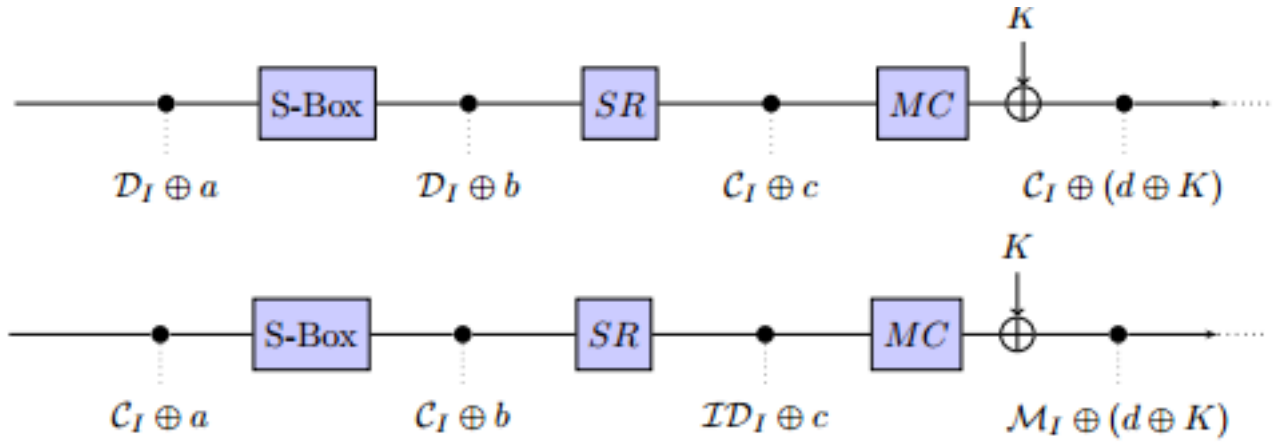 K
S-Box SR MC
𝒟_I ⊕ a 𝒟_I ⊕ b 𝒞_I ⊕ c 𝒞_I ⊕ (d ⊕ K)
K
S-Box SR MC
𝒞_I ⊕ a 𝒞_I ⊕ b ℐ𝒟_I ⊕ c ℳ_I ⊕ (d ⊕ K)